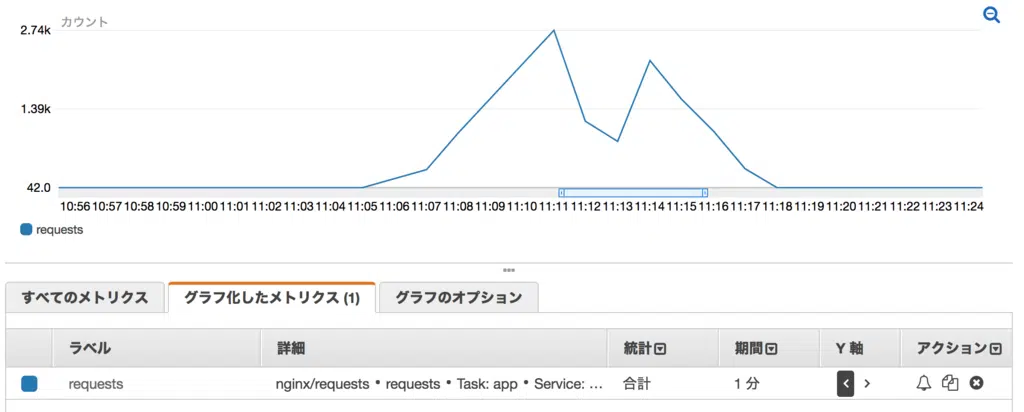 カウント
2.74k
1.39k
42.0
10:56 10:57 10:58 10:59 11:00 11:01 11:02 11:03 11:04 11:05 11:06 11:07 11:08 11:09 11:10 11:11 11:12 11:13 11:14 11:15 11:16 11:17 11:18 11:19 11:20 11:21 11:22 11:23 11:24
requests
すべてのメトリクス グラフ化したメトリクス (1) グラフのオプション
ラベル 詳細 統計 期間 Y 軸 アクション
requests nginx/requests • requests • Task: app • Service: ... 合計 1 分 < >